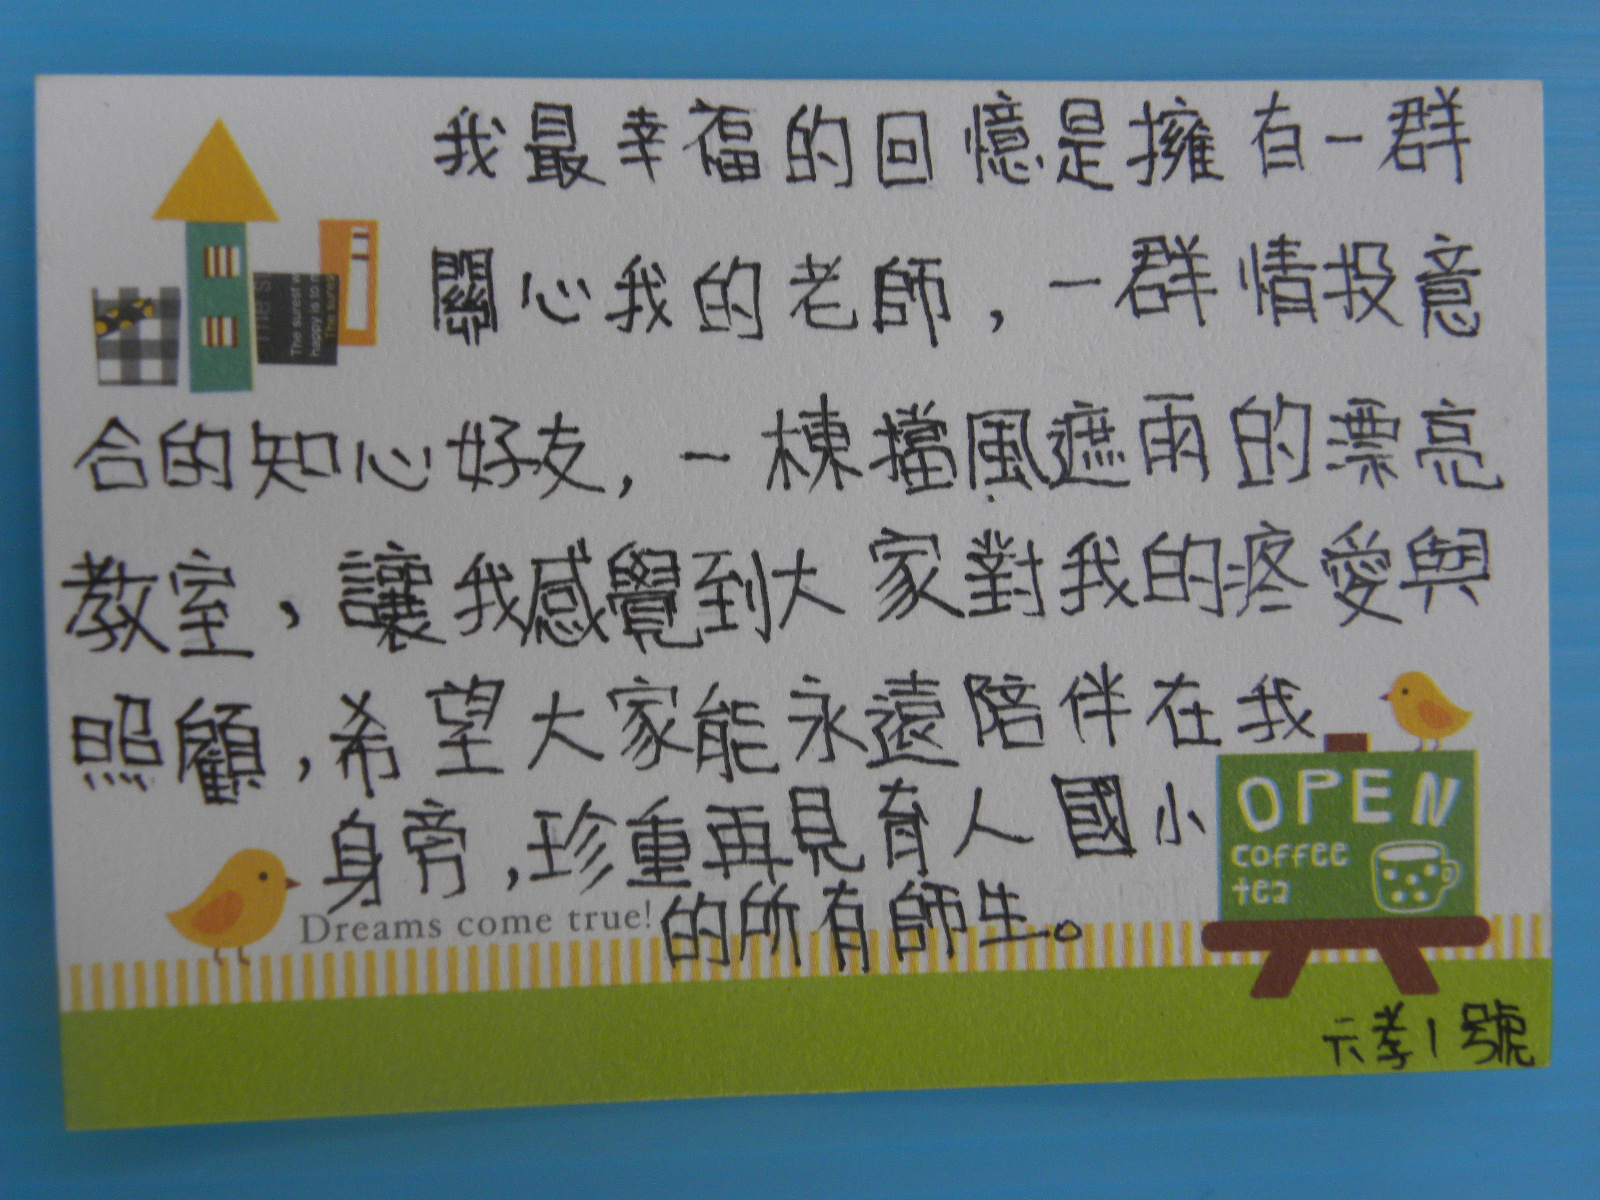 我最幸福的回憶是擁有一群
關心我的老師，一群情投意
合的知心好友，一棟擋風遮雨的漂亮
教室，讓我感覺到大家對我的疼愛與
照顧，希望大家能永遠陪伴在我
身旁，珍重再見育人國小
的所有師生。
Dreams come true!
OPEN
coffee
tea
六孝1號